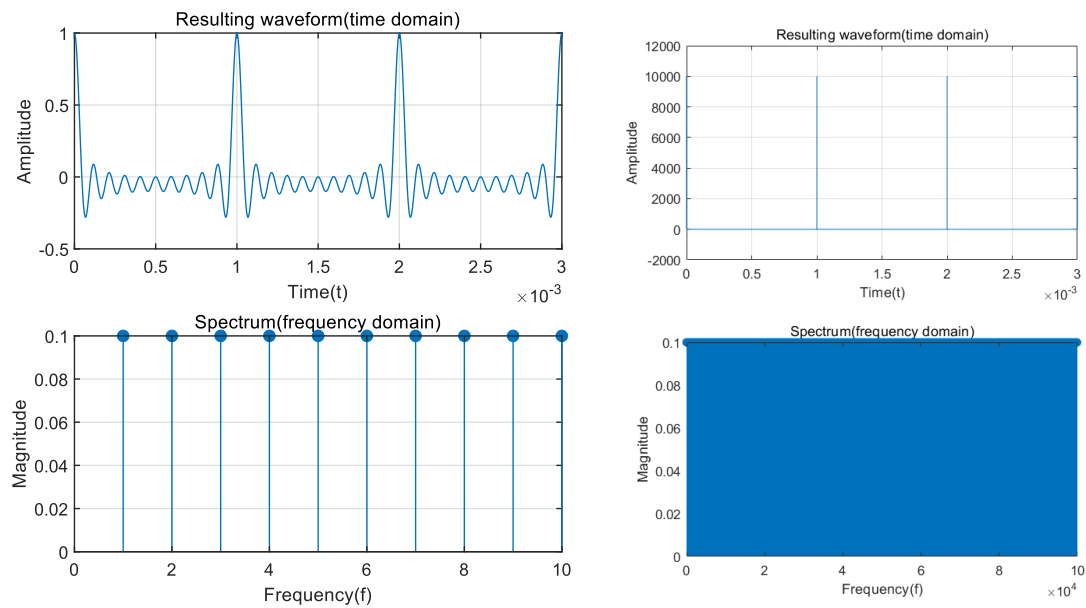 Resulting waveform(time domain)
1
0.5
0
-0.5
Amplitude
0 0.5 1 1.5 2 2.5 3
Time(t)
×10-3
Spectrum(frequency domain)
0.1
0.08
0.06
0.04
0.02
0
Magnitude
0 2 4 6 8 10
Frequency(f)
Resulting waveform(time domain)
12000
10000
8000
6000
4000
2000
0
-2000
Amplitude
0 0.5 1 1.5 2 2.5 3
Time(t)
×10-3
Spectrum(frequency domain)
0.1
0.08
0.06
0.04
0.02
0
Magnitude
0 2 4 6 8 10
Frequency(f)
×104